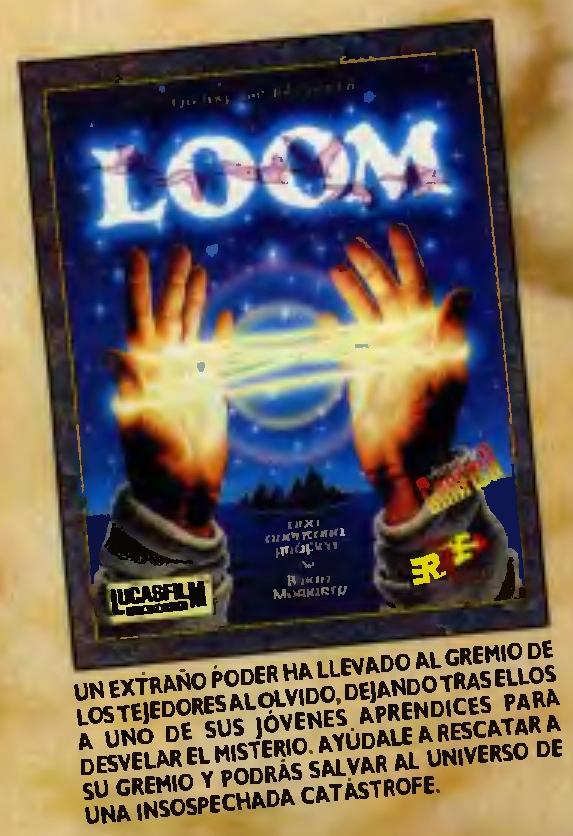 LOOM
LUCASFILM
UN EXTRAÑO PODER HA LLEVADO AL GREMIO DE
LOS TEJEDORES AL OLVIDO, DEJANDO TRAS ELLOS
A UNO DE SUS JÓVENES APRENDICES PARA
DESVELAR EL MISTERIO. AYÚDALE A RESCATAR A
SU GREMIO Y PODRÁS SALVAR AL UNIVERSO DE
UNA INSOSPECHADA CATÁSTROFE.